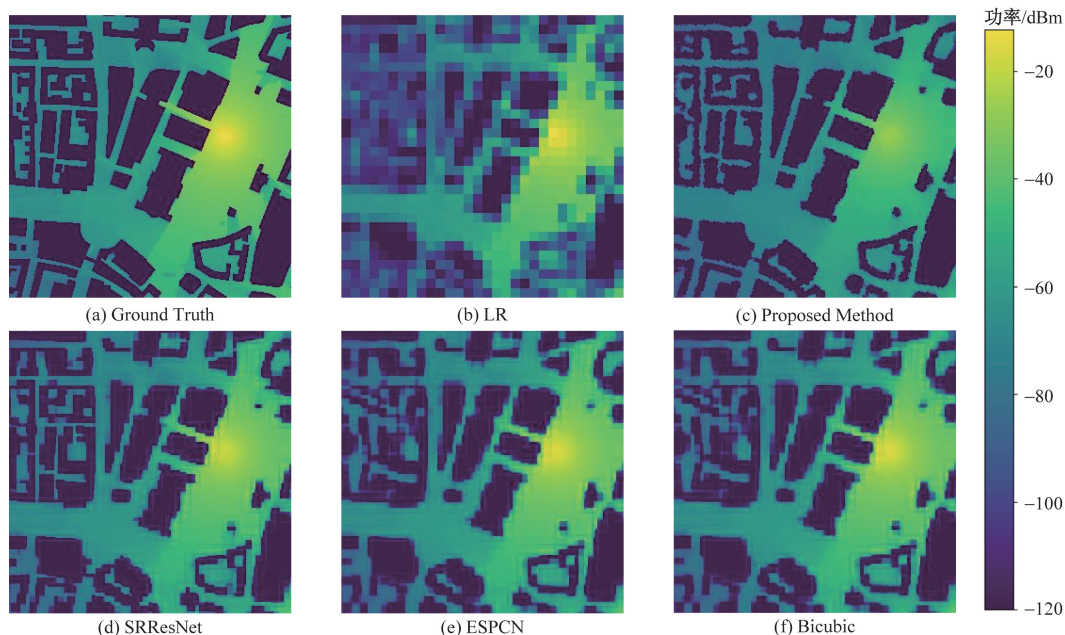 功率/dBm
−20
−40
−60
−80
−100
−120
(a) Ground Truth
(b) LR
(c) Proposed Method
(d) SRResNet
(e) ESPCN
(f) Bicubic